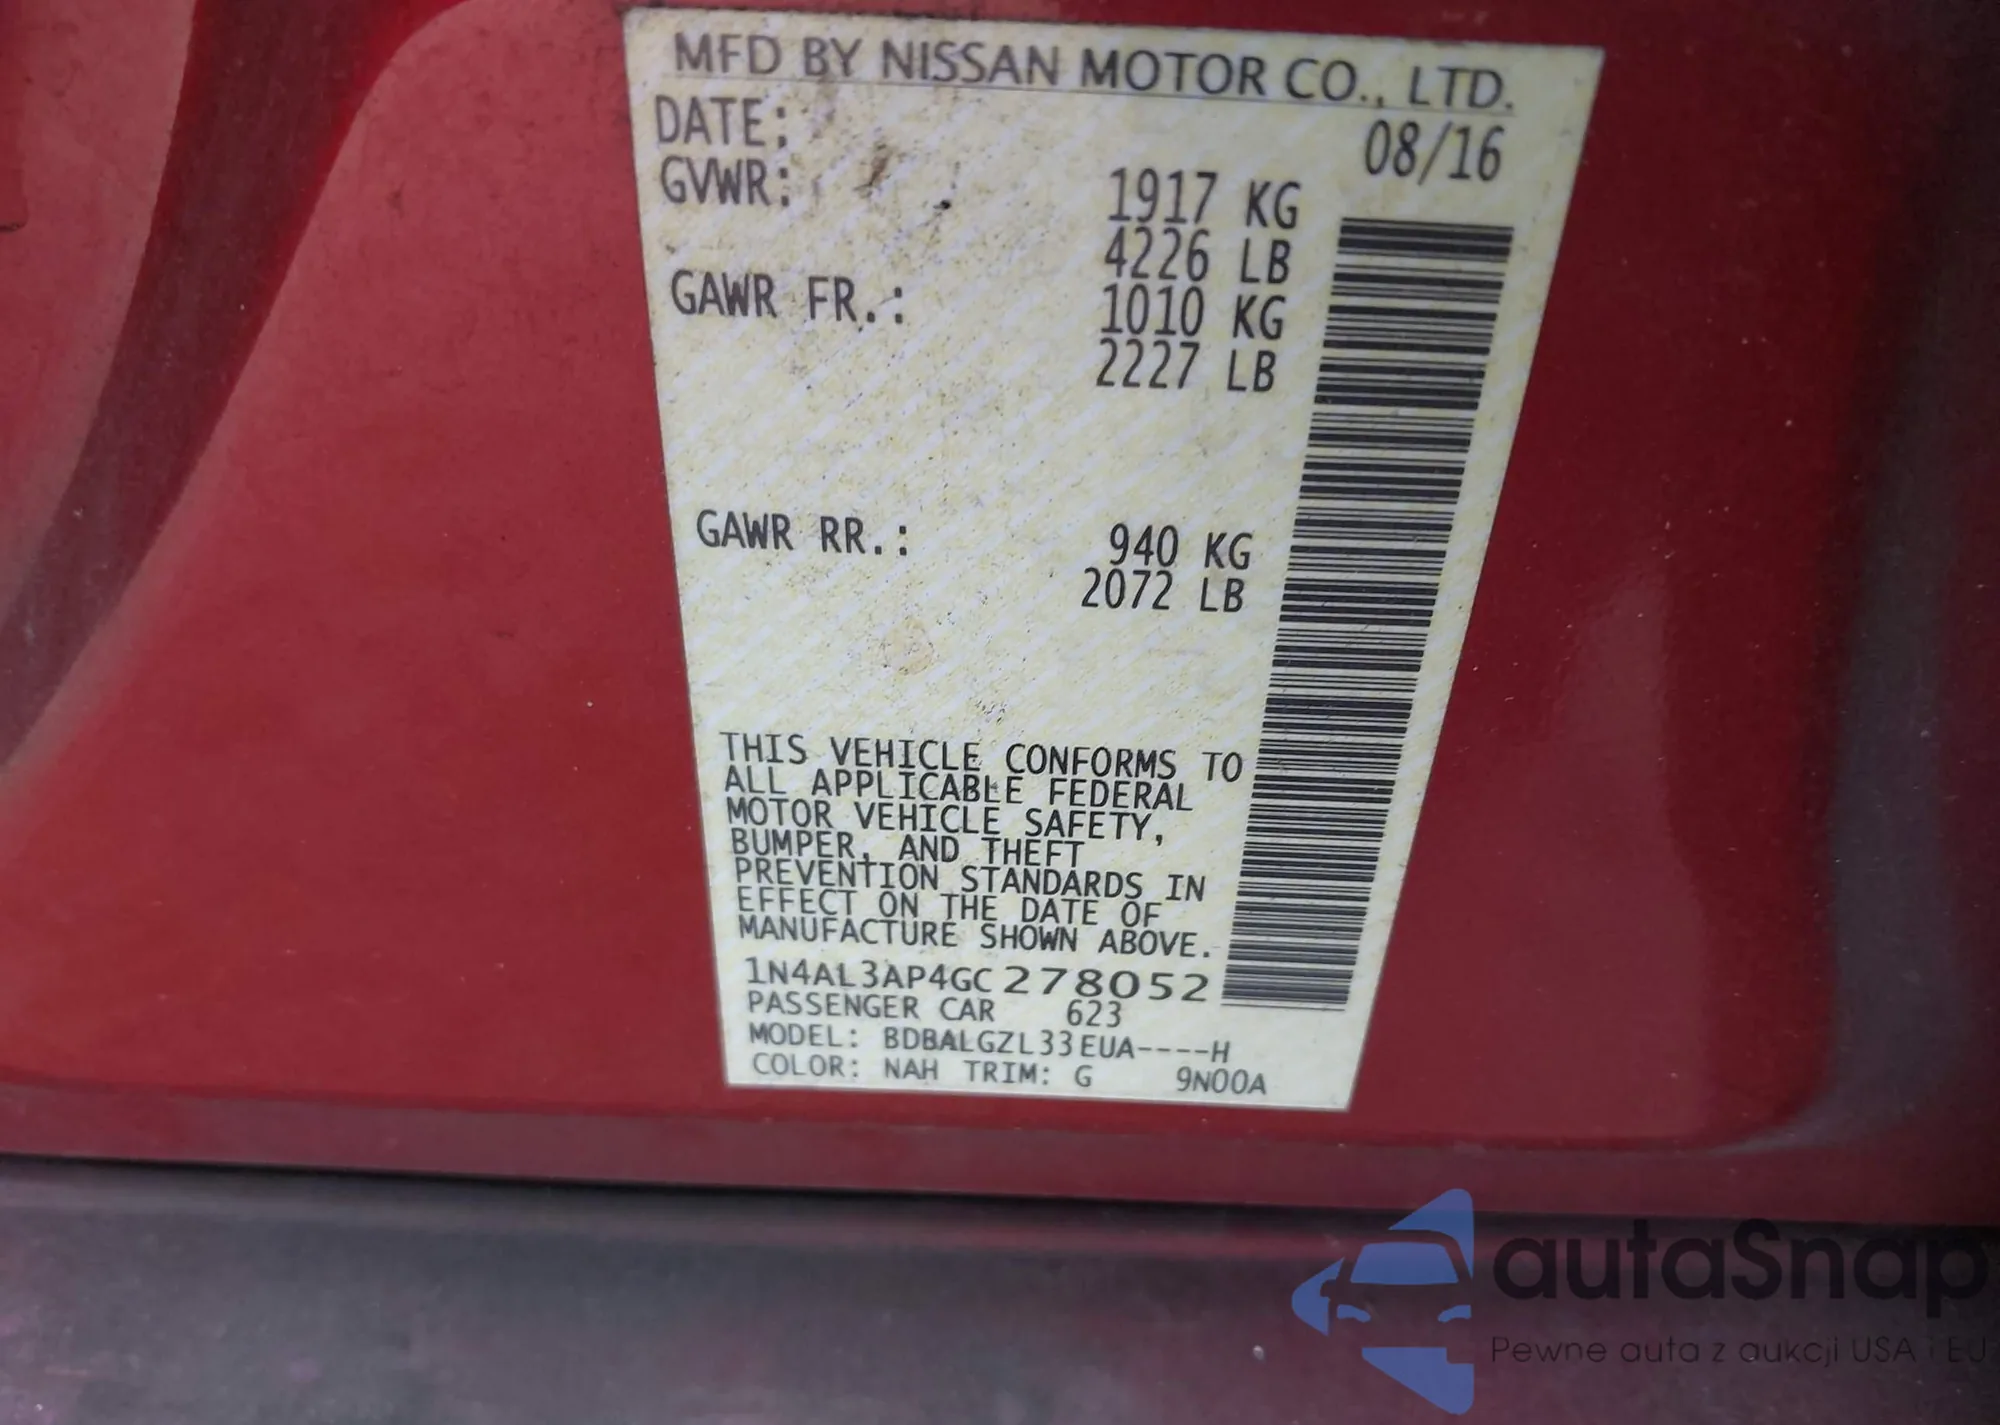 MFD BY NISSAN MOTOR CO., LTD.
DATE: 08/16
GVWR: 1917 KG
4226 LB
GAWR FR.: 1010 KG
2227 LB
GAWR RR.: 940 KG
2072 LB
THIS VEHICLE CONFORMS TO
ALL APPLICABLE FEDERAL
MOTOR VEHICLE SAFETY,
BUMPER, AND THEFT
PREVENTION STANDARDS IN
EFFECT ON THE DATE OF
MANUFACTURE SHOWN ABOVE.
1N4AL3AP4GC278052
PASSENGER CAR 623
MODEL: BDBALGZL33EUA----H
COLOR: NAH TRIM: G 9N00A
autaSnap
Pewne auta z aukcji USA i EU